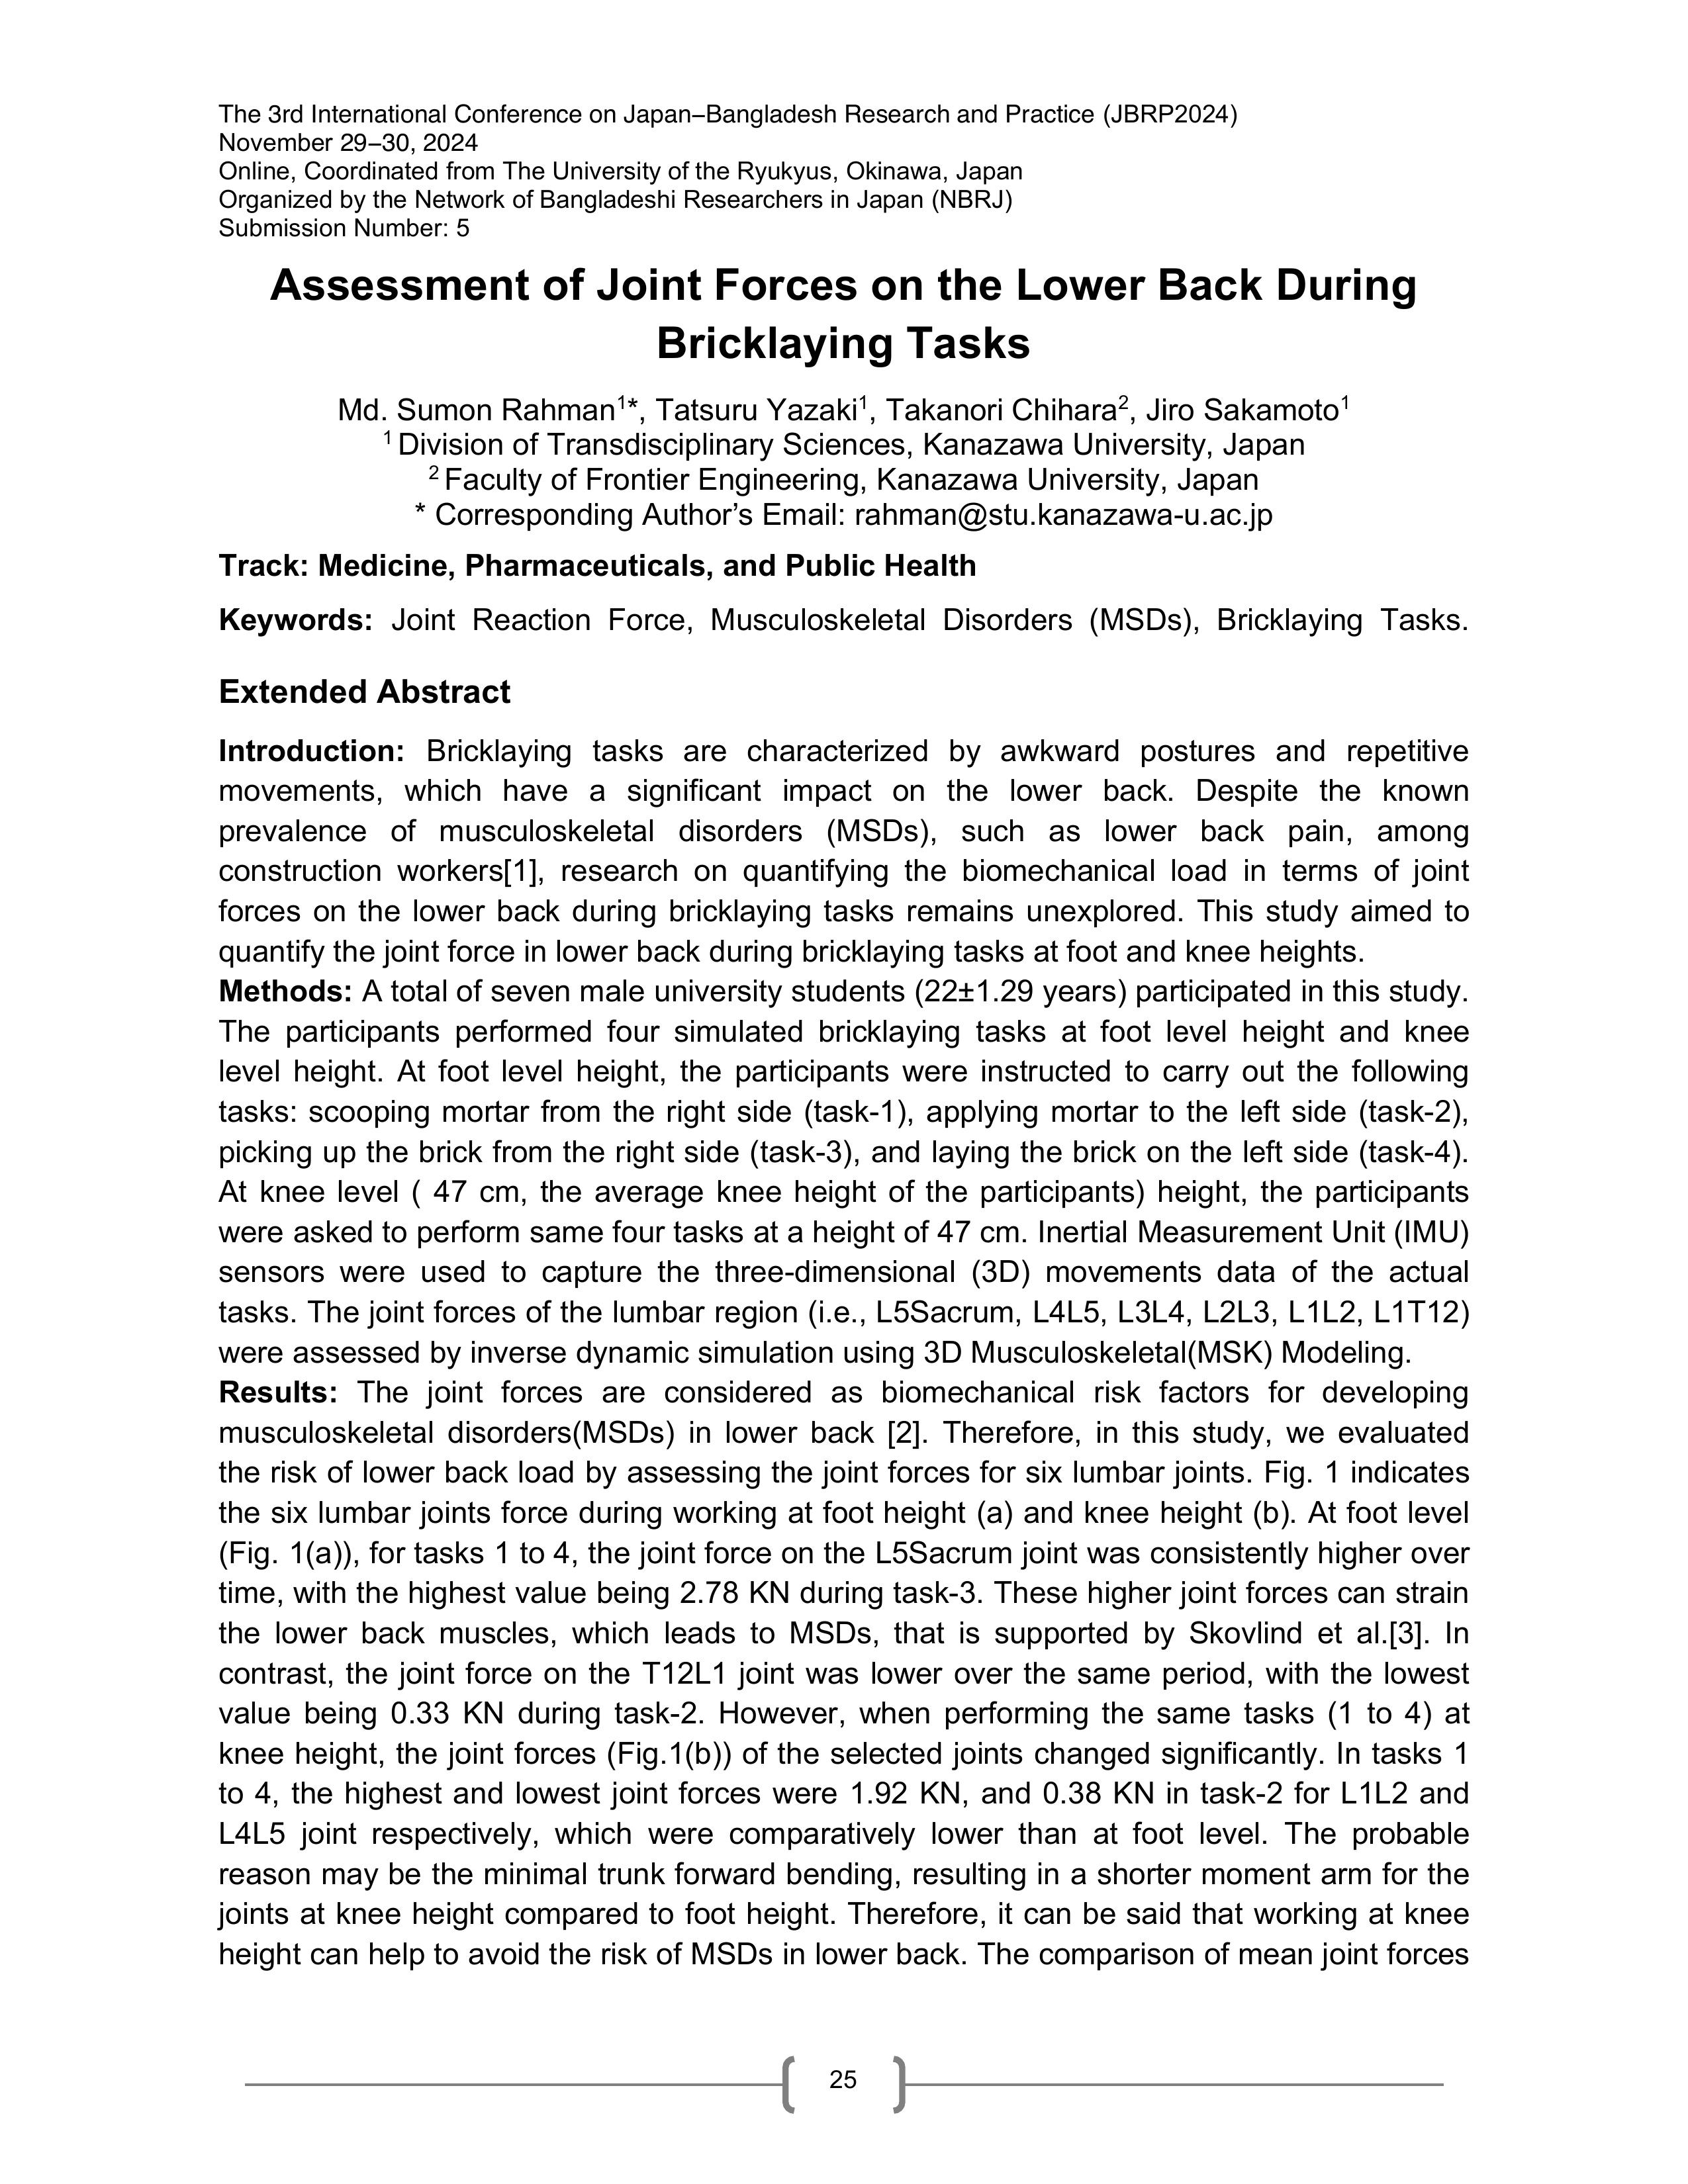 The 3rd International Conference on Japan–Bangladesh Research and Practice (JBRP2024)
November 29–30, 2024
Online, Coordinated from The University of the Ryukyus, Okinawa, Japan
Organized by the Network of Bangladeshi Researchers in Japan (NBRJ)
Submission Number: 5
Assessment of Joint Forces on the Lower Back During
Bricklaying Tasks
Md. Sumon Rahman1*, Tatsuru Yazaki1, Takanori Chihara2, Jiro Sakamoto1
1 Division of Transdisciplinary Sciences, Kanazawa University, Japan
2 Faculty of Frontier Engineering, Kanazawa University, Japan
* Corresponding Author’s Email: rahman@stu.kanazawa-u.ac.jp
Track: Medicine, Pharmaceuticals, and Public Health
Keywords: Joint Reaction Force, Musculoskeletal Disorders (MSDs), Bricklaying Tasks.
Extended Abstract
Introduction: Bricklaying tasks are characterized by awkward postures and repetitive
movements, which have a significant impact on the lower back. Despite the known
prevalence of musculoskeletal disorders (MSDs), such as lower back pain, among
construction workers[1], research on quantifying the biomechanical load in terms of joint
forces on the lower back during bricklaying tasks remains unexplored. This study aimed to
quantify the joint force in lower back during bricklaying tasks at foot and knee heights.
Methods: A total of seven male university students (22±1.29 years) participated in this study.
The participants performed four simulated bricklaying tasks at foot level height and knee
level height. At foot level height, the participants were instructed to carry out the following
tasks: scooping mortar from the right side (task-1), applying mortar to the left side (task-2),
picking up the brick from the right side (task-3), and laying the brick on the left side (task-4).
At knee level ( 47 cm, the average knee height of the participants) height, the participants
were asked to perform same four tasks at a height of 47 cm. Inertial Measurement Unit (IMU)
sensors were used to capture the three-dimensional (3D) movements data of the actual
tasks. The joint forces of the lumbar region (i.e., L5Sacrum, L4L5, L3L4, L2L3, L1L2, L1T12)
were assessed by inverse dynamic simulation using 3D Musculoskeletal(MSK) Modeling.
Results: The joint forces are considered as biomechanical risk factors for developing
musculoskeletal disorders(MSDs) in lower back [2]. Therefore, in this study, we evaluated
the risk of lower back load by assessing the joint forces for six lumbar joints. Fig. 1 indicates
the six lumbar joints force during working at foot height (a) and knee height (b). At foot level
(Fig. 1(a)), for tasks 1 to 4, the joint force on the L5Sacrum joint was consistently higher over
time, with the highest value being 2.78 KN during task-3. These higher joint forces can strain
the lower back muscles, which leads to MSDs, that is supported by Skovlind et al.[3]. In
contrast, the joint force on the T12L1 joint was lower over the same period, with the lowest
value being 0.33 KN during task-2. However, when performing the same tasks (1 to 4) at
knee height, the joint forces (Fig.1(b)) of the selected joints changed significantly. In tasks 1
to 4, the highest and lowest joint forces were 1.92 KN, and 0.38 KN in task-2 for L1L2 and
L4L5 joint respectively, which were comparatively lower than at foot level. The probable
reason may be the minimal trunk forward bending, resulting in a shorter moment arm for the
joints at knee height compared to foot height. Therefore, it can be said that working at knee
height can help to avoid the risk of MSDs in lower back. The comparison of mean joint forces
25